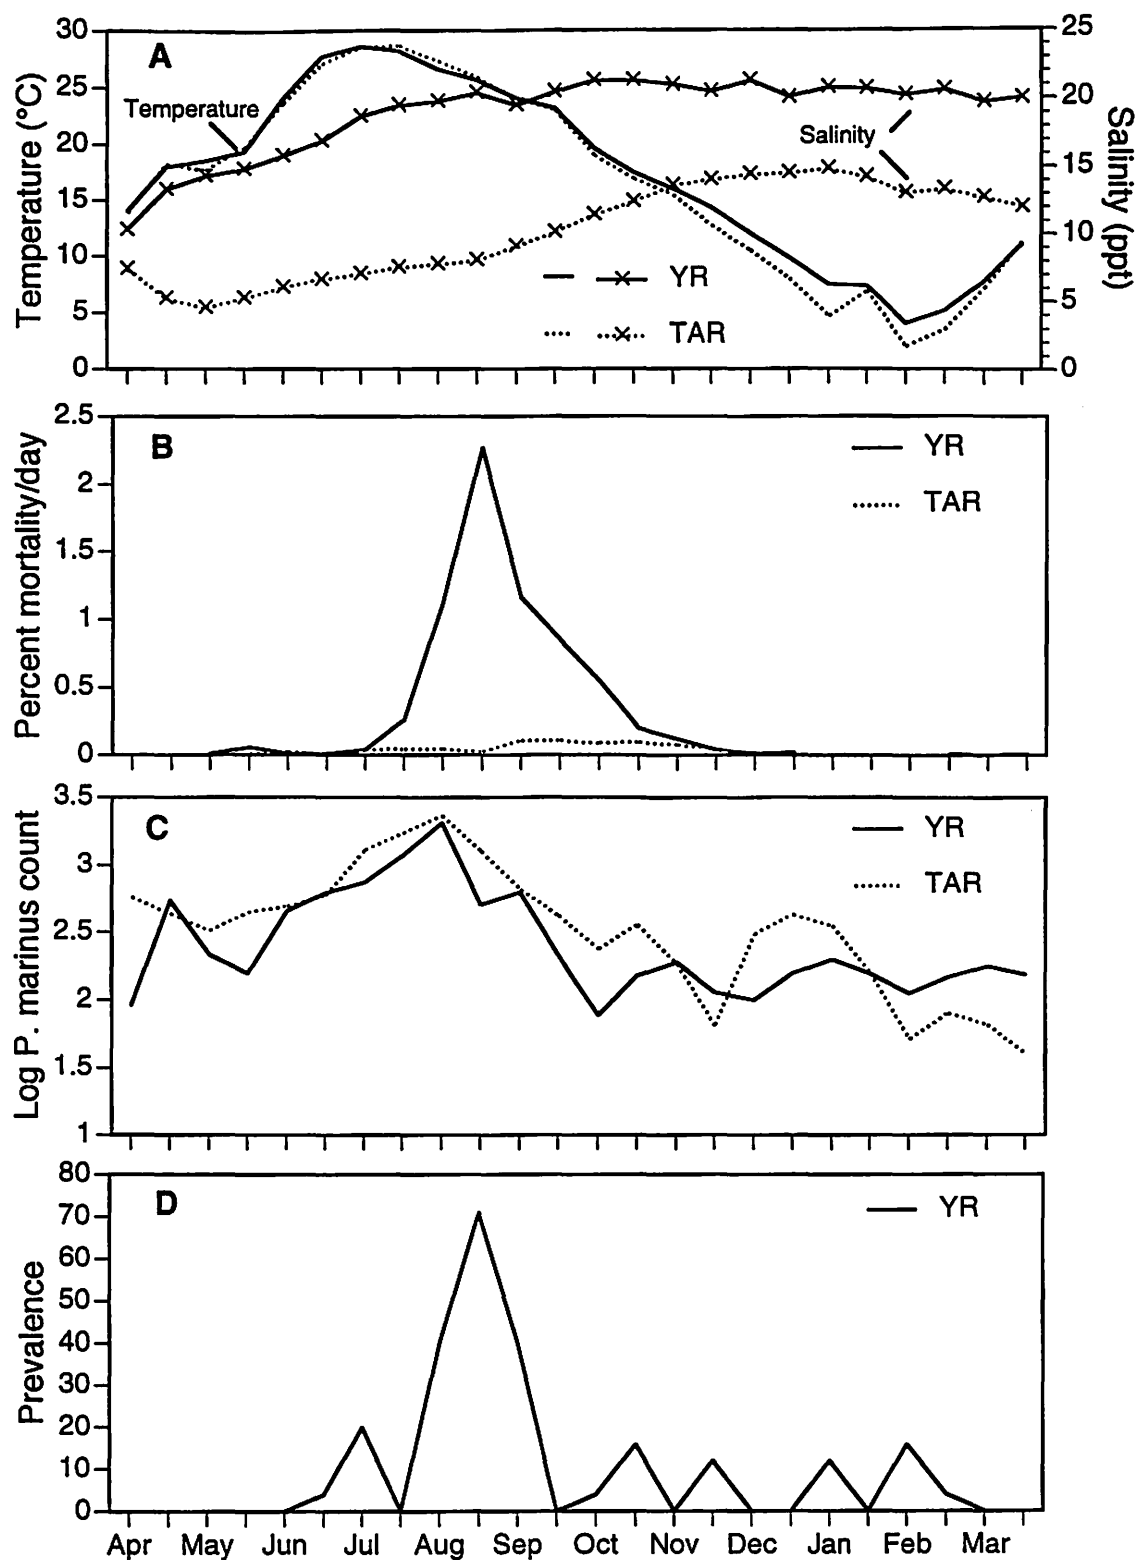 A
Temperature (°C)
30
25
20
15
10
5
0
Temperature
Salinity
YR
TAR
25
20
15
10
5
0
Salinity (ppt)
B
Percent mortality/day
2.5
2
1.5
1
0.5
0
YR
TAR
C
Log P. marinus count
3.5
3
2.5
2
1.5
1
YR
TAR
D
Prevalence
80
70
60
50
40
30
20
10
0
YR
Apr May Jun Jul Aug Sep Oct Nov Dec Jan Feb Mar